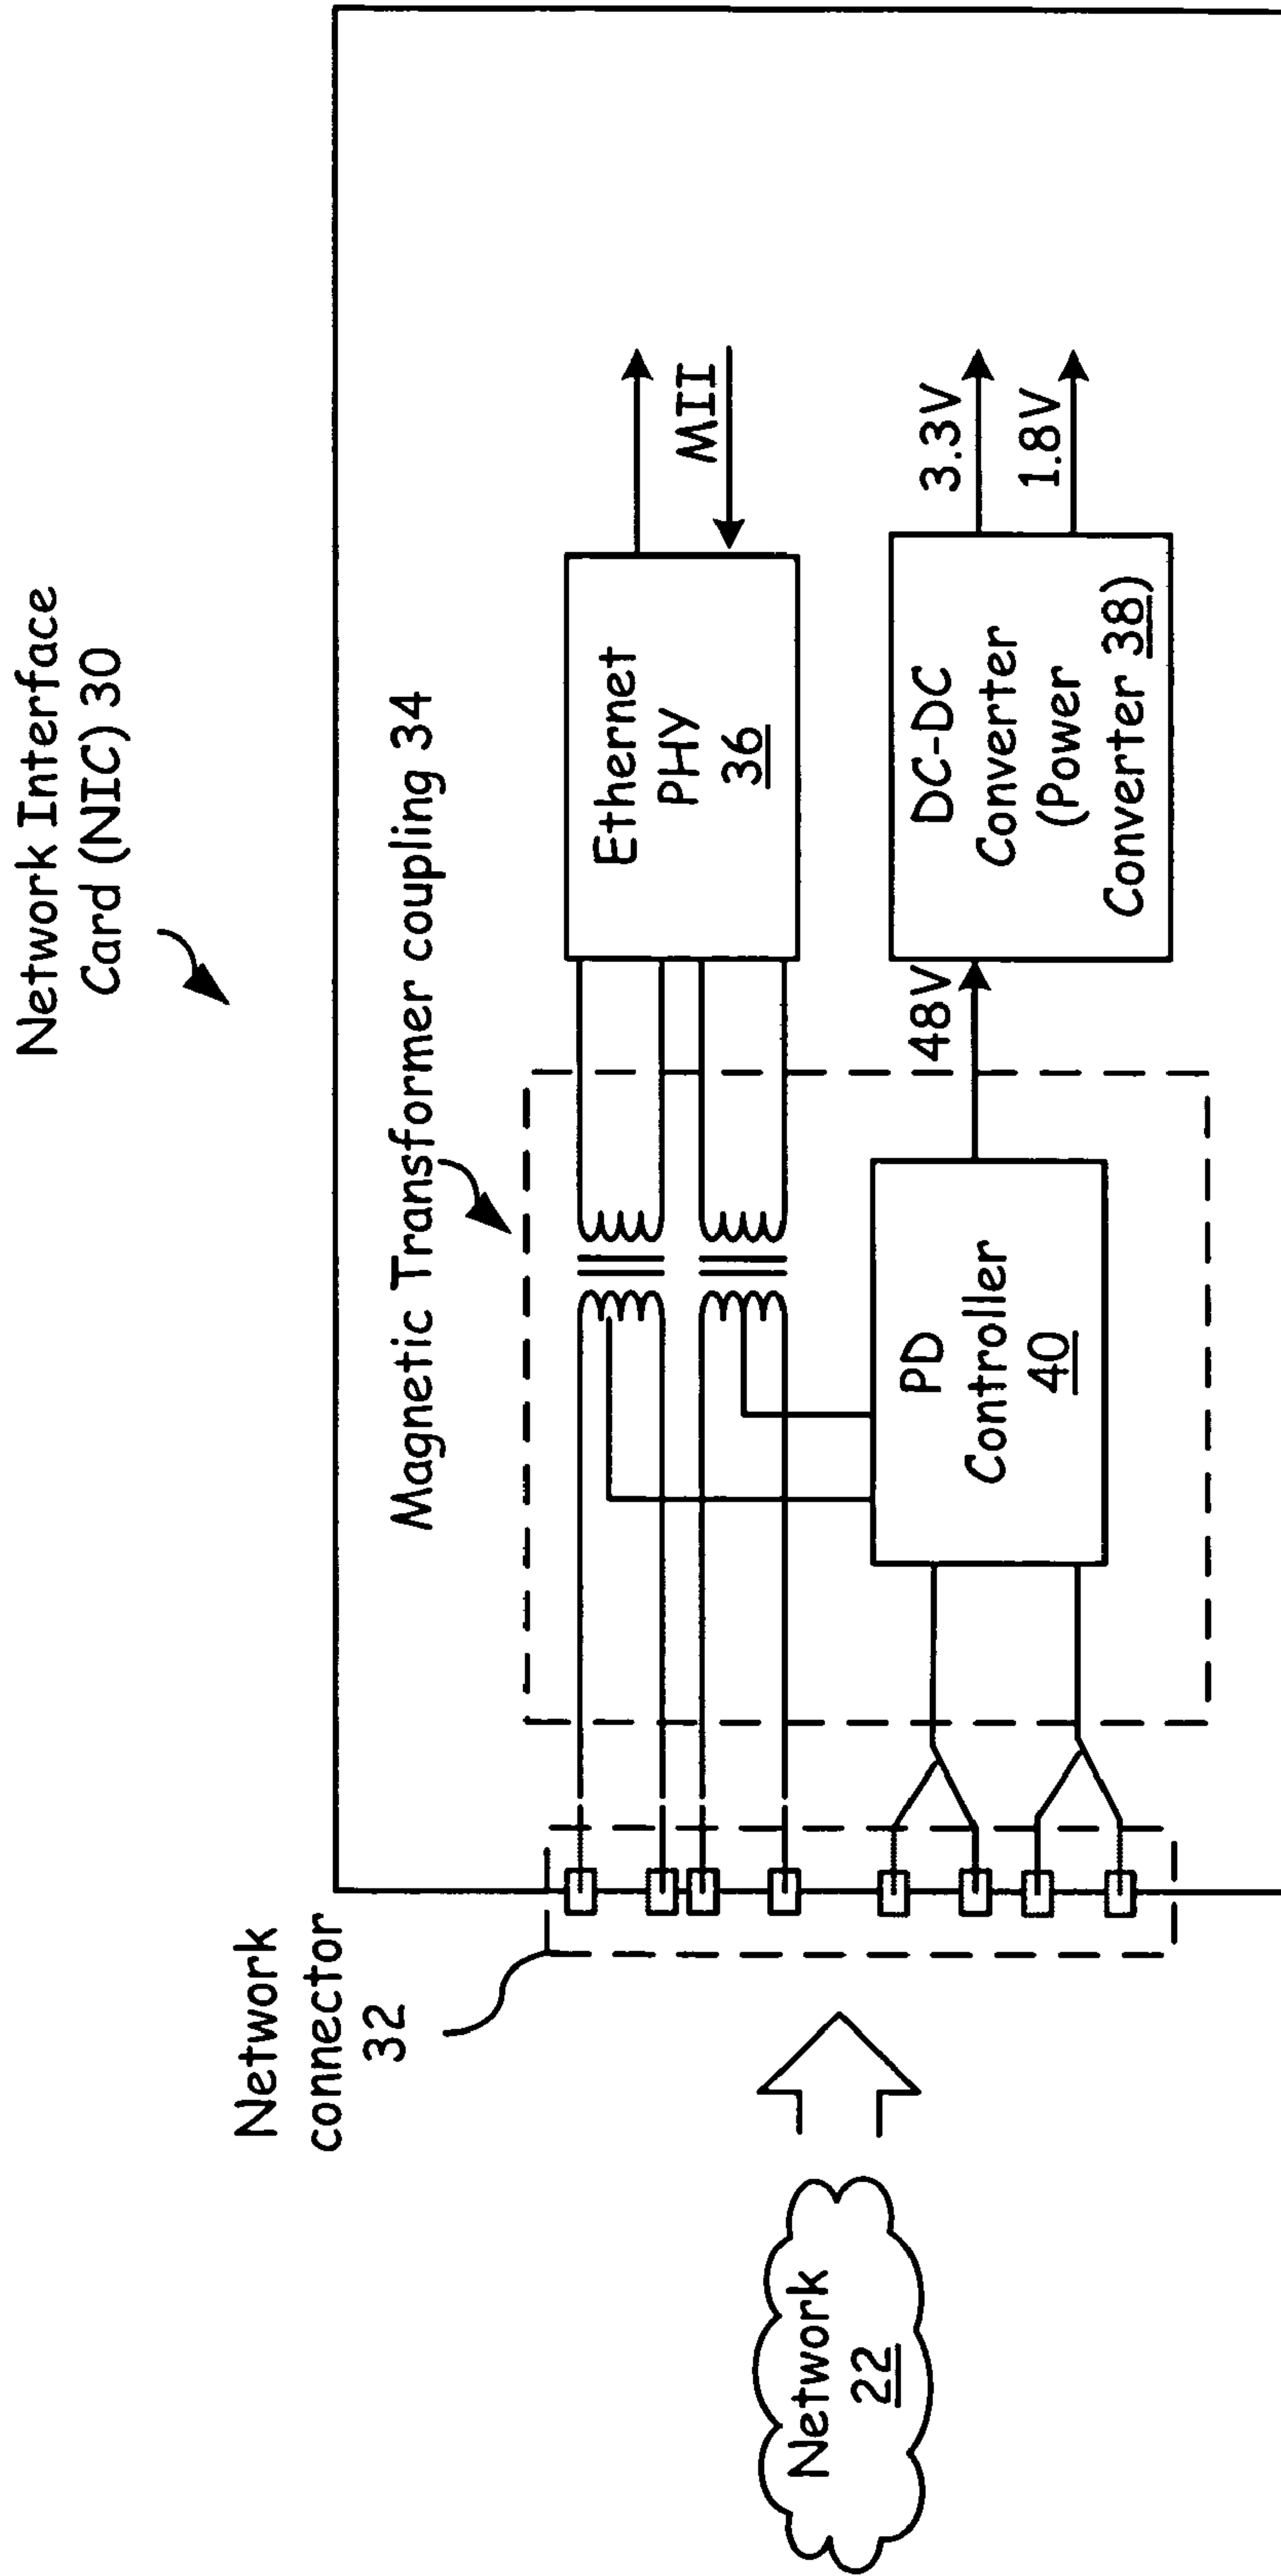 Network Interface
Card (NIC) 30
Magnetic Transformer coupling 34
Network
connector
32
Ethernet
PHY
36
MII
PD
Controller
40
48V
DC-DC
Converter
(Power
Converter 38)
3.3V
1.8V
Network
22